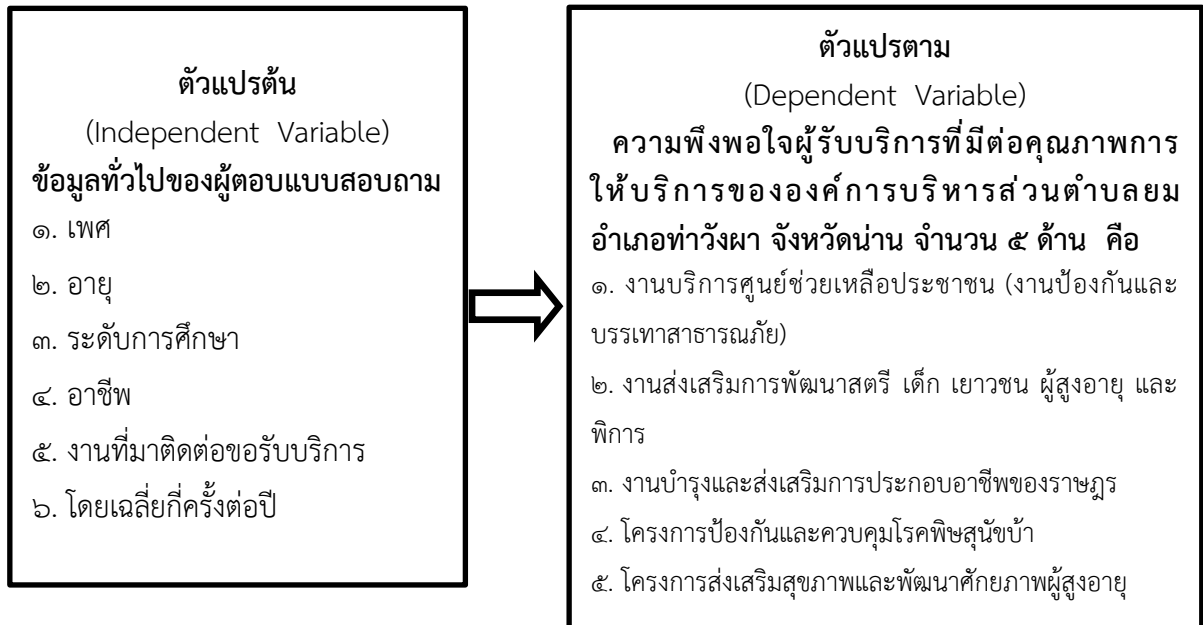 ตัวแปรต้น
(Independent Variable)
ข้อมูลทั่วไปของผู้ตอบแบบสอบถาม
๑. เพศ
๒. อายุ
๓. ระดับการศึกษา
๔. อาชีพ
๕. งานที่มาติดต่อขอรับบริการ
๖. โดยเฉลี่ยกี่ครั้งต่อปี
ตัวแปรตาม
(Dependent Variable)
ความพึงพอใจผู้รับบริการที่มีต่อคุณภาพการ
ให้บริการขององค์การบริหารส่วนตำบลยม
อำเภอท่าวังผา จังหวัดน่าน จำนวน ๕ ด้าน คือ
๑. งานบริการศูนย์ช่วยเหลือประชาชน (งานป้องกันและ
บรรเทาสาธารณภัย)
๒. งานส่งเสริมการพัฒนาสตรี เด็ก เยาวชน ผู้สูงอายุ และ
พิการ
๓. งานบำรุงและส่งเสริมการประกอบอาชีพของราษฎร
๔. โครงการป้องกันและควบคุมโรคพิษสุนัขบ้า
๕. โครงการส่งเสริมสุขภาพและพัฒนาศักยภาพผู้สูงอายุ